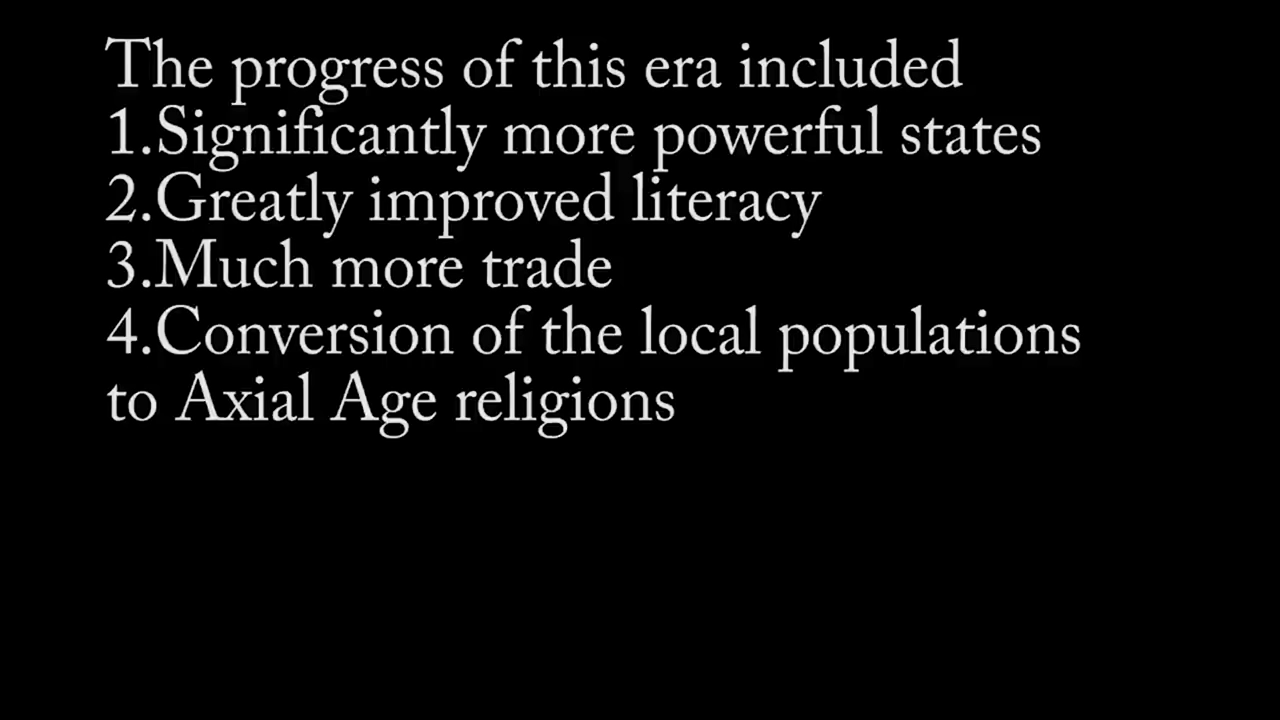 The progress of this era included
1.Significantly more powerful states
2.Greatly improved literacy
3.Much more trade
4.Conversion of the local populations
to Axial Age religions